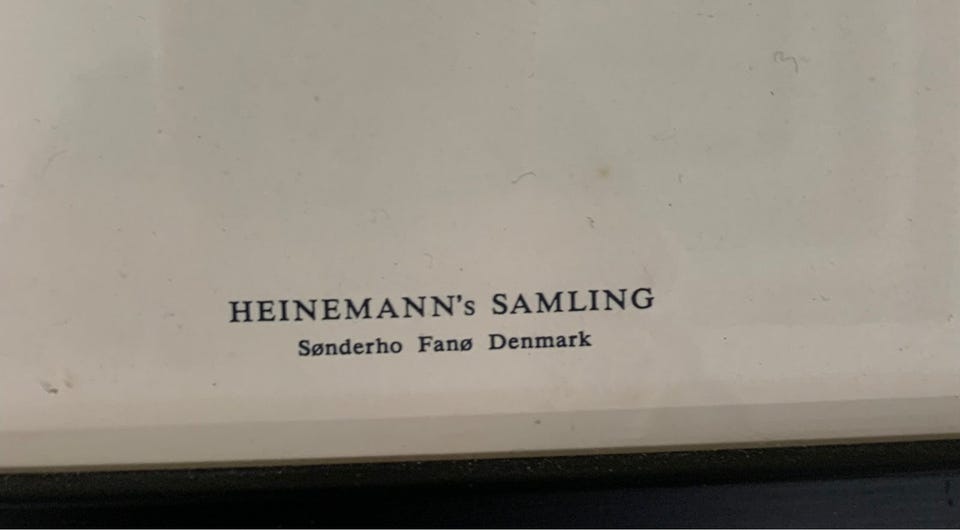 HEINEMANN's SAMLING
Sønderho Fanø Denmark